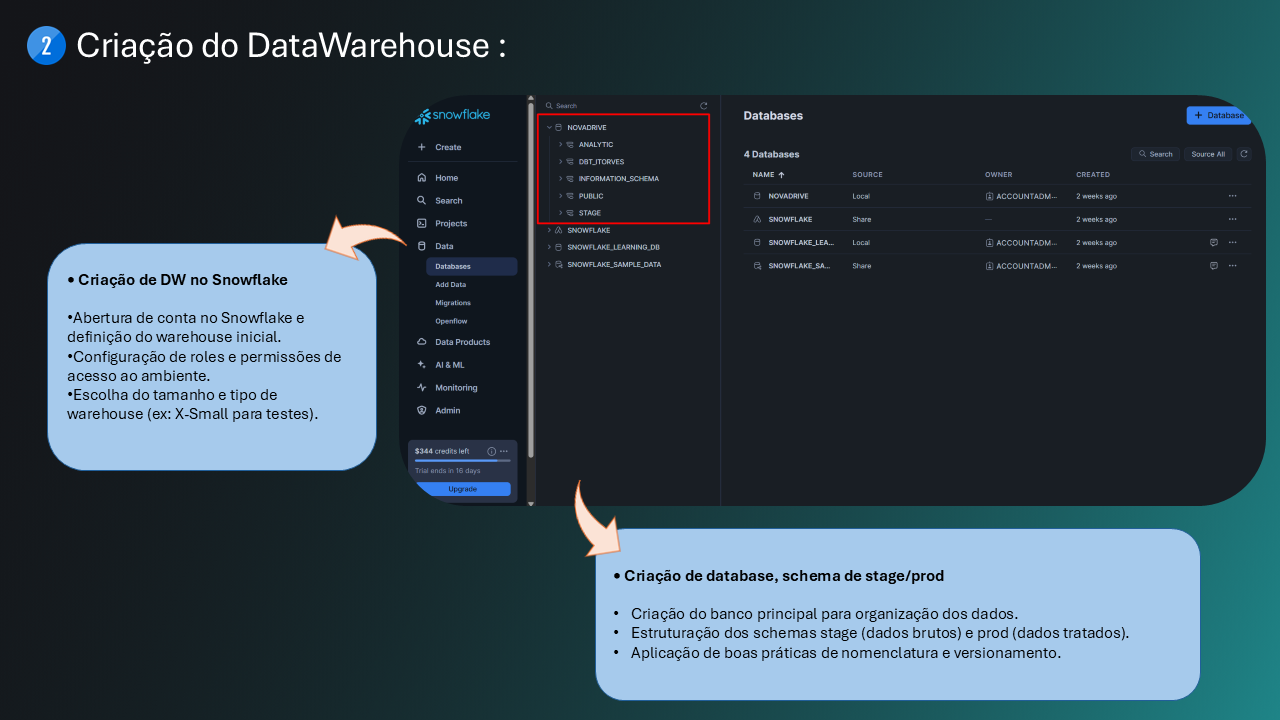 2 Criação do DataWarehouse :
snowflake
Create
Home
Search
Projects
Data
Databases
Add Data
Migrations
Openflow
Data Products
AI & ML
Monitoring
Admin
$344 credits left
Trial ends in 16 days
Upgrade
Search
NOVADRIVE
ANALYTIC
DBT_ITORVES
INFORMATION_SCHEMA
PUBLIC
STAGE
SNOWFLAKE
SNOWFLAKE_LEARNING_DB
SNOWFLAKE_SAMPLE_DATA
Databases
+ Database
4 Databases
Search Source All
NAME ↑ SOURCE OWNER CREATED
NOVADRIVE Local ACCOUNTADM... 2 weeks ago ...
SNOWFLAKE Share — 2 weeks ago ...
SNOWFLAKE_LEA... Local ACCOUNTADM... 2 weeks ago ...
SNOWFLAKE_SA... Share ACCOUNTADM... 2 weeks ago ...
• Criação de DW no Snowflake
•Abertura de conta no Snowflake e
definição do warehouse inicial.
•Configuração de roles e permissões de
acesso ao ambiente.
•Escolha do tamanho e tipo de
warehouse (ex: X-Small para testes).
• Criação de database, schema de stage/prod
• Criação do banco principal para organização dos dados.
• Estruturação dos schemas stage (dados brutos) e prod (dados tratados).
• Aplicação de boas práticas de nomenclatura e versionamento.